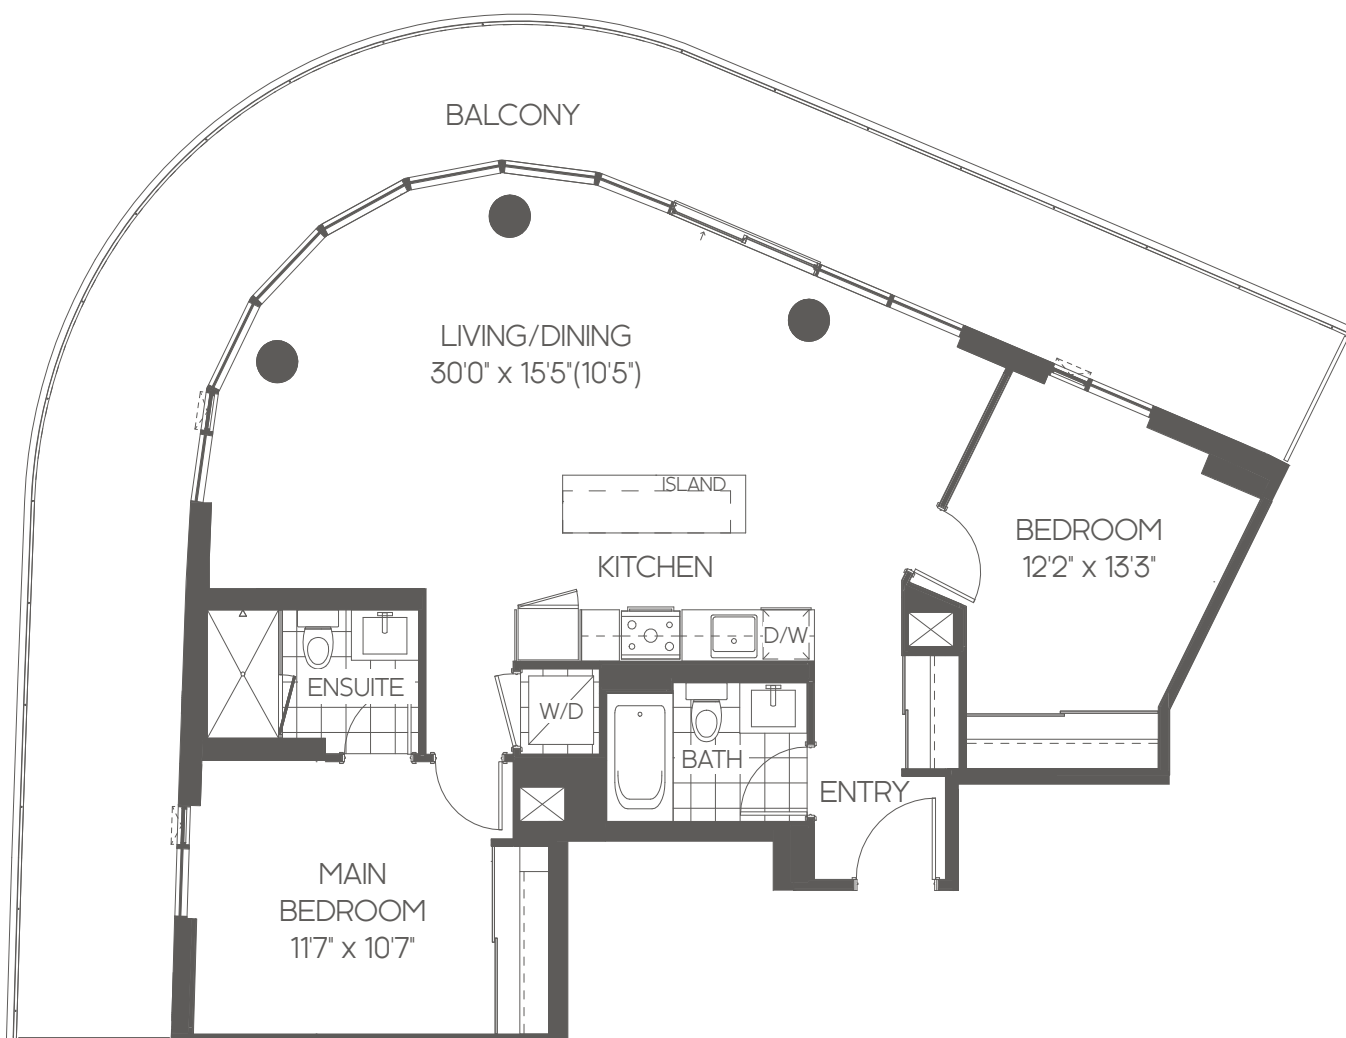 BALCONY
LIVING/DINING
30'0" x 15'5"(10'5")
ISLAND
KITCHEN
BEDROOM
12'2" x 13'3"
D/W
ENSUITE
W/D
BATH
ENTRY
MAIN
BEDROOM
11'7" x 10'7"